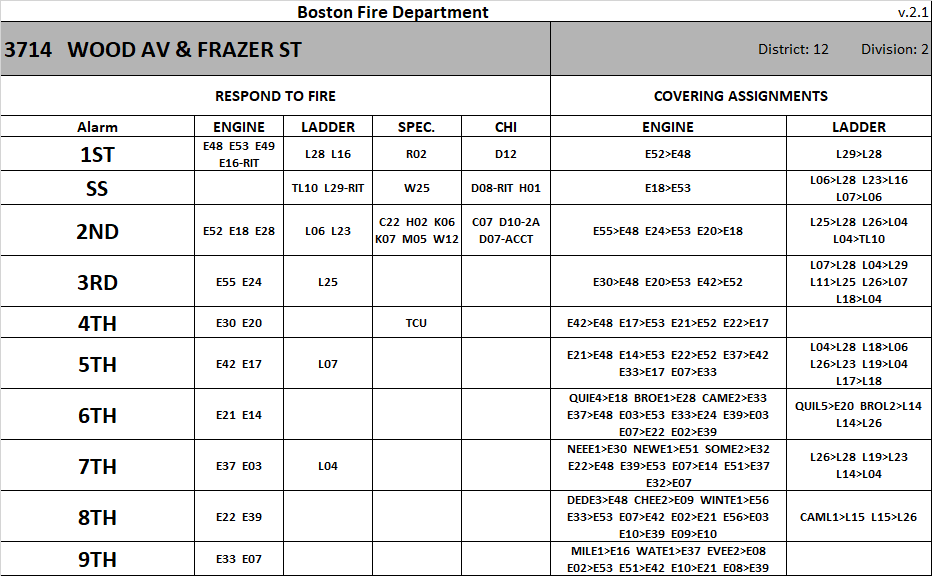 Boston Fire Department v.2.1
3714 WOOD AV & FRAZER ST District: 12 Division: 2
RESPOND TO FIRE COVERING ASSIGNMENTS
Alarm ENGINE LADDER SPEC. CHI ENGINE LADDER
1ST
E48 E53 E49
E16-RIT
L28 L16
R02
D12
E52>E48
L29>L28
SS
TL10 L29-RIT
W25
D08-RIT H01
E18>E53
L06>L28 L23>L16
L07>L06
2ND
E52 E18 E28
L06 L23
C22 H02 K06
K07 M05 W12
C07 D10-2A
D07-ACCT
E55>E48 E24>E53 E20>E18
L25>L28 L26>L04
L04>TL10
3RD
E55 E24
L25
E30>E48 E20>E53 E42>E52
L07>L28 L04>L29
L11>L25 L26>L07
L18>L04
4TH
E30 E20
TCU
E42>E48 E17>E53 E21>E52 E22>E17
5TH
E42 E17
L07
E21>E48 E14>E53 E22>E52 E37>E42
E33>E17 E07>E33
L04>L28 L18>L06
L26>L23 L19>L04
L17>L18
6TH
E21 E14
QUIE4>E18 BROE1>E28 CAME2>E33
E37>E48 E03>E53 E33>E24 E39>E03
E07>E22 E02>E39
QUIL5>E20 BROL2>L14
L14>L26
7TH
E37 E03
L04
NEEE1>E30 NEWE1>E51 SOME2>E32
E22>E48 E39>E53 E07>E14 E51>E37
E32>E07
L26>L28 L19>L23
L14>L04
8TH
E22 E39
DEDE3>E48 CHEE2>E09 WINTE1>E56
E33>E53 E07>E42 E02>E21 E56>E03
E10>E39 E09>E10
CAML1>L15 L15>L26
9TH
E33 E07
MILE1>E16 WATE1>E37 EVEE2>E08
E02>E53 E51>E42 E10>E21 E08>E39